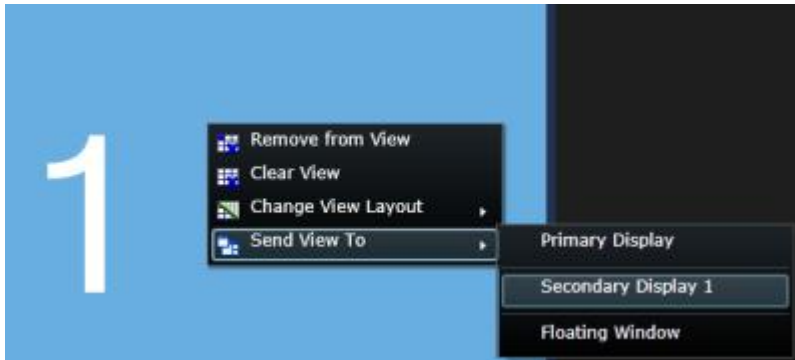 1
Remove from View
Clear View
Change View Layout
Send View To
Primary Display
Secondary Display 1
Floating Window